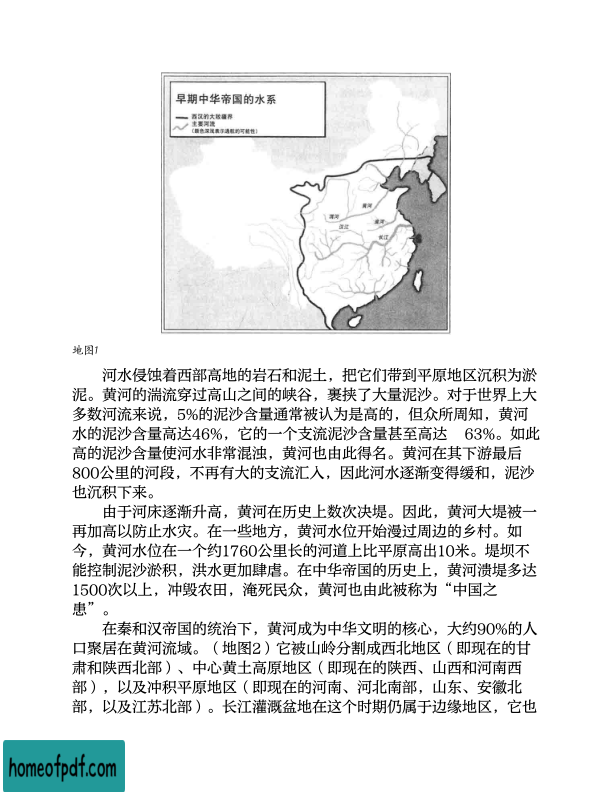 早期中华帝国的水系
西汉的大致疆界
主要河流
（颜色深浅表示通航的可能性）
黄河
渭河
淮河
汉江
长江
地图1
河水侵蚀着西部高地的岩石和泥土，把它们带到平原地区沉积为淤
泥。黄河的湍流穿过高山之间的峡谷，裹挟了大量泥沙。对于世界上大
多数河流来说，5%的泥沙含量通常被认为是高的，但众所周知，黄河
水的泥沙含量高达46%，它的一个支流泥沙含量甚至高达 63%。如此
高的泥沙含量使河水非常混浊，黄河也由此得名。黄河在其下游最后
800公里的河段，不再有大的支流汇入，因此河水逐渐变得缓和，泥沙
也沉积下来。
由于河床逐渐升高，黄河在历史上数次决堤。因此，黄河大堤被一
再加高以防止水灾。在一些地方，黄河水位开始漫过周边的乡村。如
今，黄河水位在一个约1760公里长的河道上比平原高出10米。堤坝不
能控制泥沙淤积，洪水更加肆虐。在中华帝国的历史上，黄河溃堤多达
1500次以上，冲毁农田，淹死民众，黄河也由此被称为“中国之
患”。
在秦和汉帝国的统治下，黄河成为中华文明的核心，大约90%的人
口聚居在黄河流域。（地图2）它被山岭分割成西北地区（即现在的甘
肃和陕西北部）、中心黄土高原地区（即现在的陕西、山西和河南西
部），以及冲积平原地区（即现在的河南、河北南部，山东、安徽北
部，以及江苏北部）。长江灌溉盆地在这个时期仍属于边缘地区，它也
homeofpdf.com